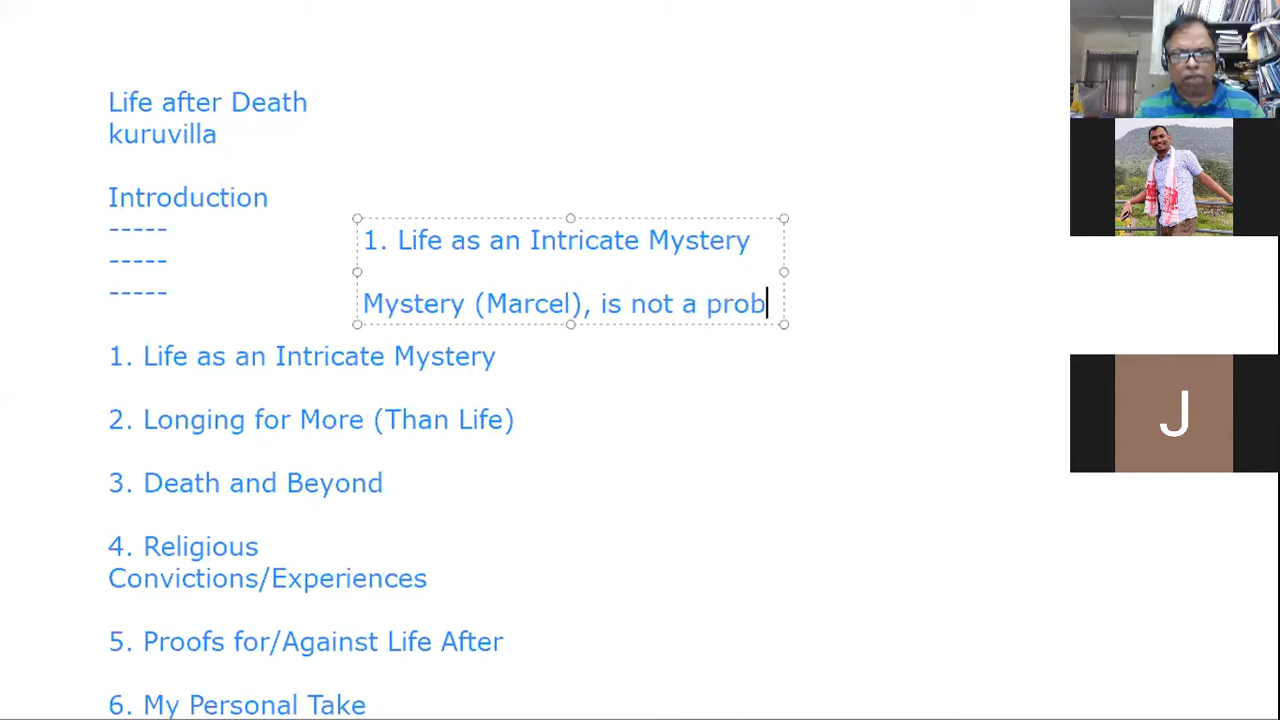 Life after Death
kuruvilla
Introduction
-----
-----
-----
1. Life as an Intricate Mystery
Mystery (Marcel), is not a prob
1. Life as an Intricate Mystery
2. Longing for More (Than Life)
3. Death and Beyond
4. Religious
Convictions/Experiences
5. Proofs for/Against Life After
6. My Personal Take
J